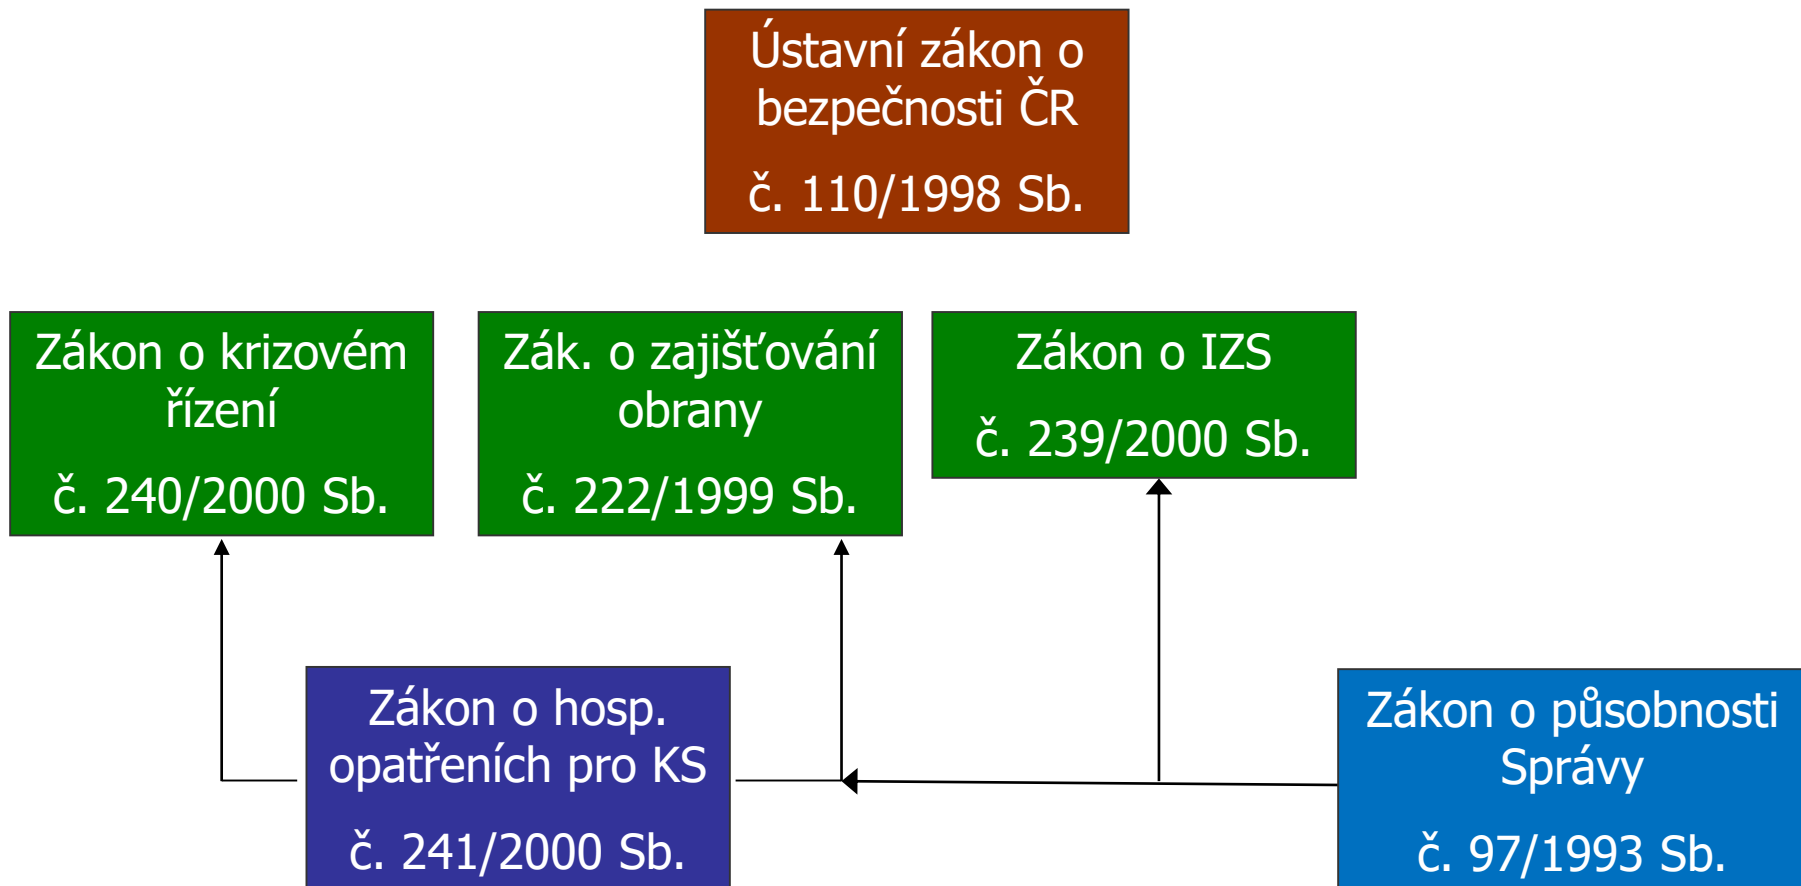 Ústavní zákon o
bezpečnosti ČR
č. 110/1998 Sb.
Zákon o krizovém
řízení
č. 240/2000 Sb.
Zák. o zajišťování
obrany
č. 222/1999 Sb.
Zákon o IZS
č. 239/2000 Sb.
Zákon o hosp.
opatřeních pro KS
č. 241/2000 Sb.
Zákon o působnosti
Správy
č. 97/1993 Sb.